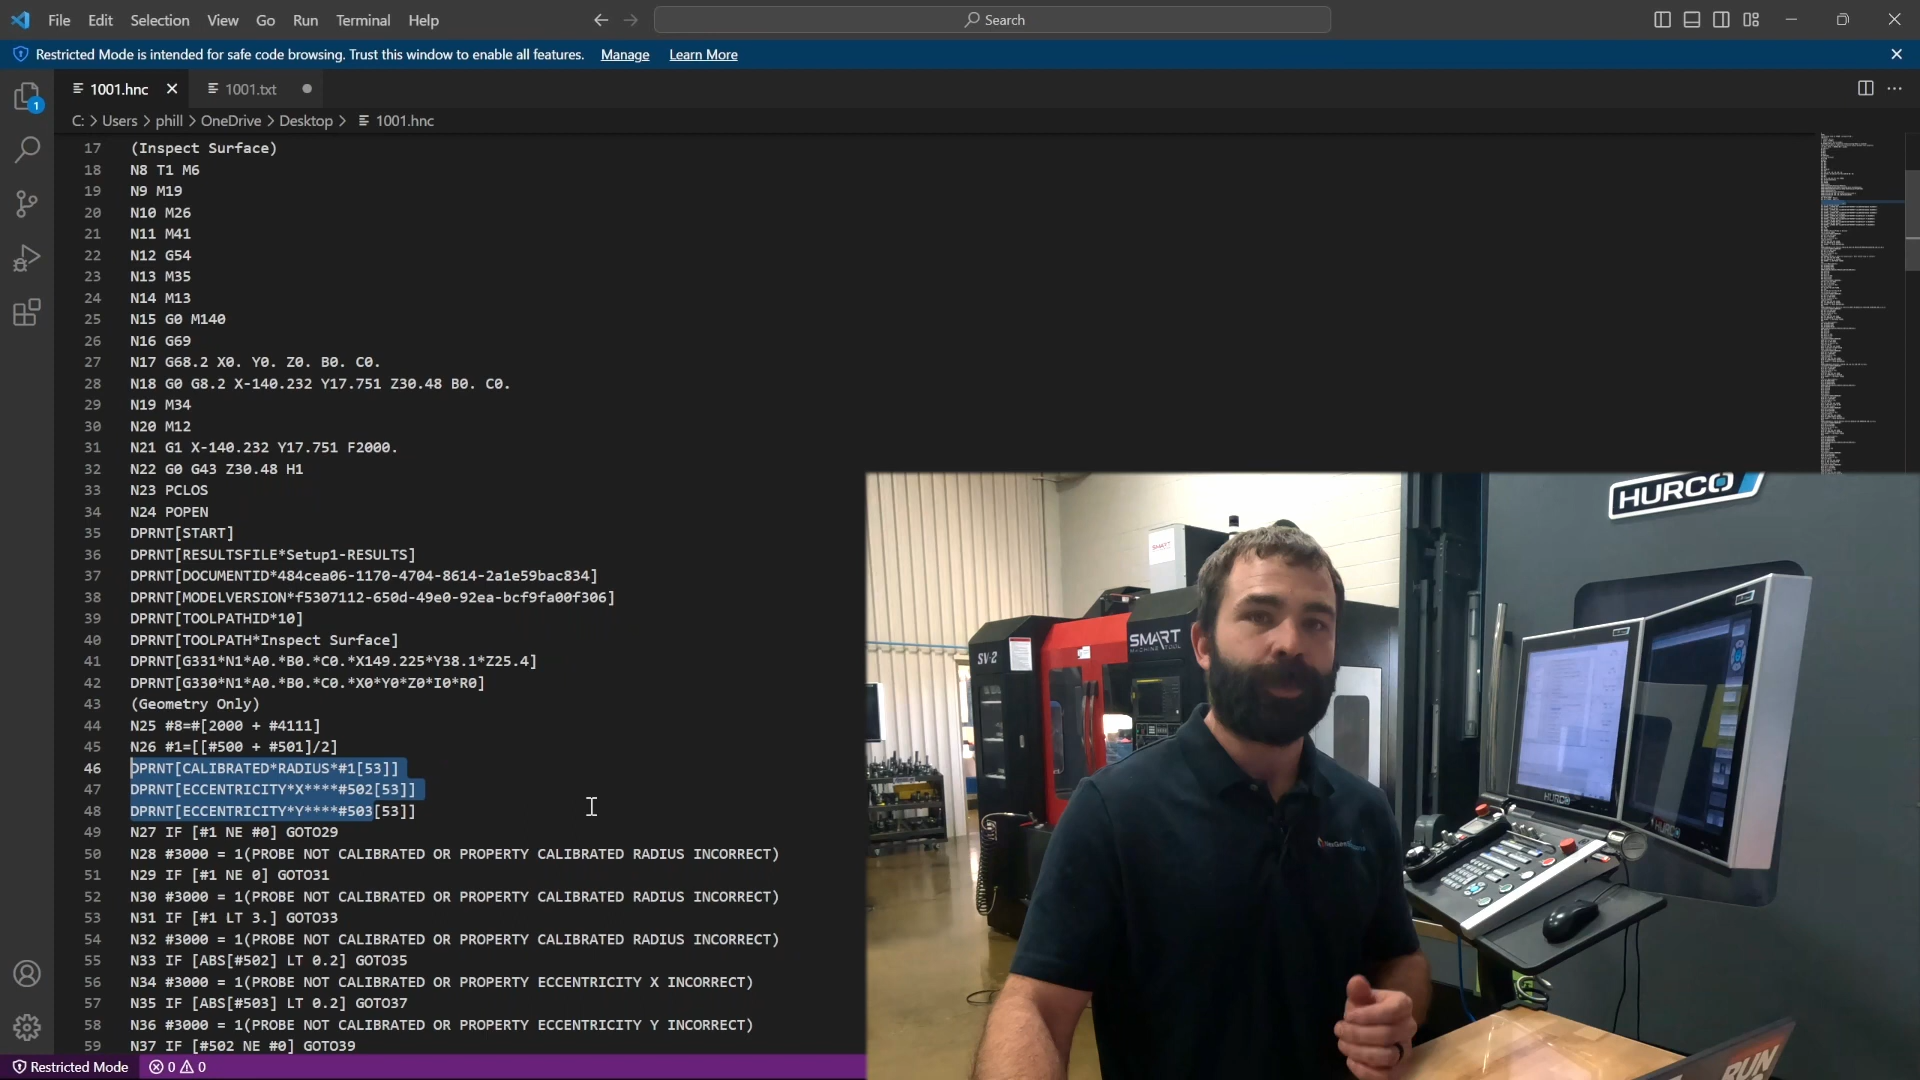 File Edit Selection View Go Run Terminal Help
Search
Restricted Mode is intended for safe code browsing. Trust this window to enable all features. Manage Learn More
1
1001.hnc
1001.txt
C: > Users > phill > OneDrive > Desktop > 1001.hnc
17 (Inspect Surface)
18 N8 T1 M6
19 N9 M19
20 N10 M26
21 N11 M41
22 N12 G54
23 N13 M35
24 N14 M13
25 N15 G0 M140
26 N16 G69
27 N17 G68.2 X0. Y0. Z0. B0. C0.
28 N18 G0 G8.2 X-140.232 Y17.751 Z30.48 B0. C0.
29 N19 M34
30 N20 M12
31 N21 G1 X-140.232 Y17.751 F2000.
32 N22 G0 G43 Z30.48 H1
33 N23 PCLOS
34 N24 POPEN
35 DPRNT[START]
36 DPRNT[RESULTSFILE*Setup1-RESULTS]
37 DPRNT[DOCUMENTID*484cea06-1170-4704-8614-2a1e59bac834]
38 DPRNT[MODELVERSION*f5307112-650d-49e0-92ea-bcf9fa00f306]
39 DPRNT[TOOLPATHID*10]
40 DPRNT[TOOLPATH*Inspect Surface]
41 DPRNT[G331*N1*A0.*B0.*C0.*X149.225*Y38.1*Z25.4]
42 DPRNT[G330*N1*A0.*B0.*C0.*X0*Y0*Z0*I0*R0]
43 (Geometry Only)
44 N25 #8=#[2000 + #4111]
45 N26 #1=[[#500 + #501]/2]
46 DPRNT[CALIBRATED*RADIUS*#1[53]]
47 DPRNT[ECCENTRICITY*X****#502[53]]
48 DPRNT[ECCENTRICITY*Y****#503[53]]
49 N27 IF [#1 NE #0] GOTO29
50 N28 #3000 = 1(PROBE NOT CALIBRATED OR PROPERTY CALIBRATED RADIUS INCORRECT)
51 N29 IF [#1 NE 0] GOTO31
52 N30 #3000 = 1(PROBE NOT CALIBRATED OR PROPERTY CALIBRATED RADIUS INCORRECT)
53 N31 IF [#1 LT 3.] GOTO33
54 N32 #3000 = 1(PROBE NOT CALIBRATED OR PROPERTY CALIBRATED RADIUS INCORRECT)
55 N33 IF [ABS[#502] LT 0.2] GOTO35
56 N34 #3000 = 1(PROBE NOT CALIBRATED OR PROPERTY ECCENTRICITY X INCORRECT)
57 N35 IF [ABS[#503] LT 0.2] GOTO37
58 N36 #3000 = 1(PROBE NOT CALIBRATED OR PROPERTY ECCENTRICITY Y INCORRECT)
59 N37 IF [#502 NE #0] GOTO39
Restricted Mode 0 0
HURCO
SMART
SV-2
SMART
MACHINE TOOL
HURCO
HURCO
RUN